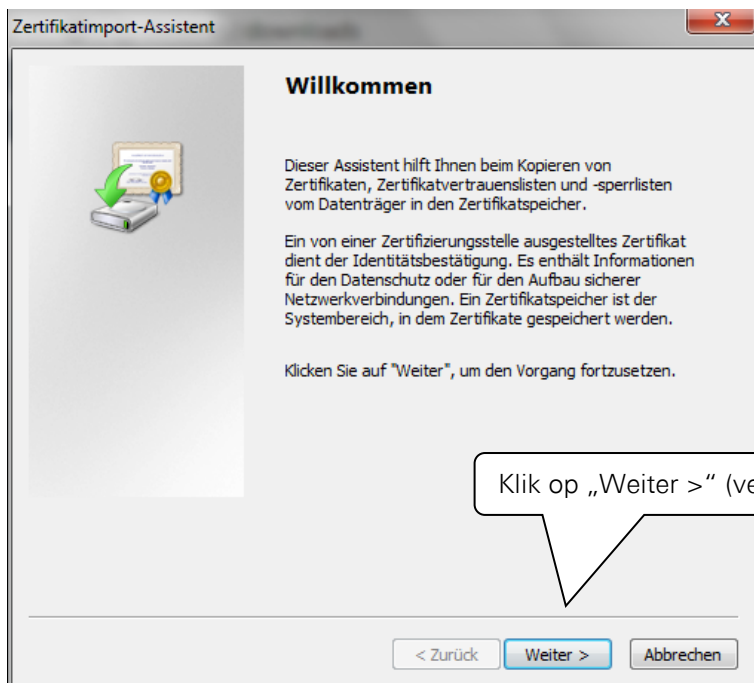 Zertifikatimport-Assistent
Willkommen
Dieser Assistent hilft Ihnen beim Kopieren von
Zertifikaten, Zertifikatvertrauenslisten und -sperrlisten
vom Datenträger in den Zertifikatspeicher.
Ein von einer Zertifizierungsstelle ausgestelltes Zertifikat
dient der Identitätsbestätigung. Es enthält Informationen
für den Datenschutz oder für den Aufbau sicherer
Netzwerkverbindungen. Ein Zertifikatspeicher ist der
Systembereich, in dem Zertifikate gespeichert werden.
Klicken Sie auf "Weiter", um den Vorgang fortzusetzen.
Klik op „Weiter >“
< Zurück Weiter > Abbrechen